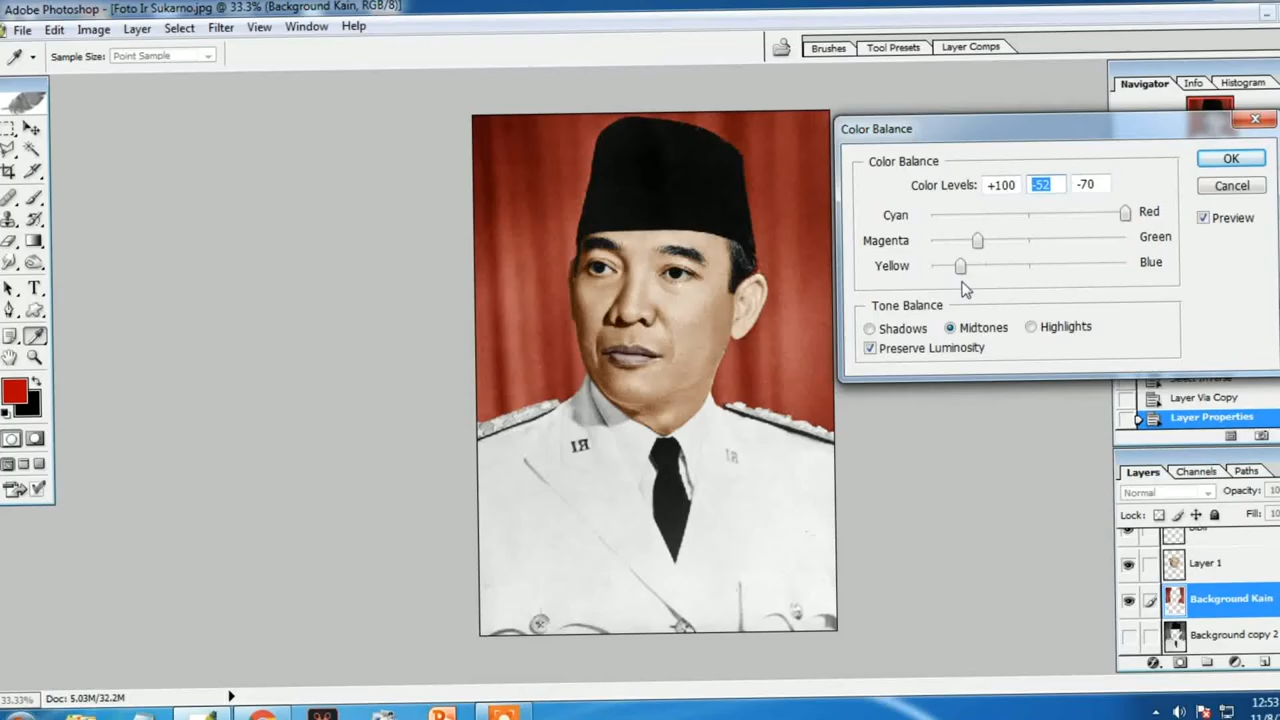 Adobe Photoshop - [Foto Ir Sukarno.jpg @ 33.3% (Background Kain, RGB/8)]
File Edit Image Layer Select Filter View Window Help
Sample Size: Point Sample
Brushes Tool Presets Layer Comps
Navigator Info Histogram
Color Balance
Color Balance
Color Levels: +100 -52 -70
Cyan Red
Magenta Green
Yellow Blue
Tone Balance
Shadows Midtones Highlights
Preserve Luminosity
OK
Cancel
Preview
Select Inverse
Layer Via Copy
Layer Properties
Layers Channels Paths
Normal Opacity: 10
Lock: Fill: 10
Layer 1
Background Kain
Background copy 2
33.33% Doc: 5.03M/32.2M
12:53